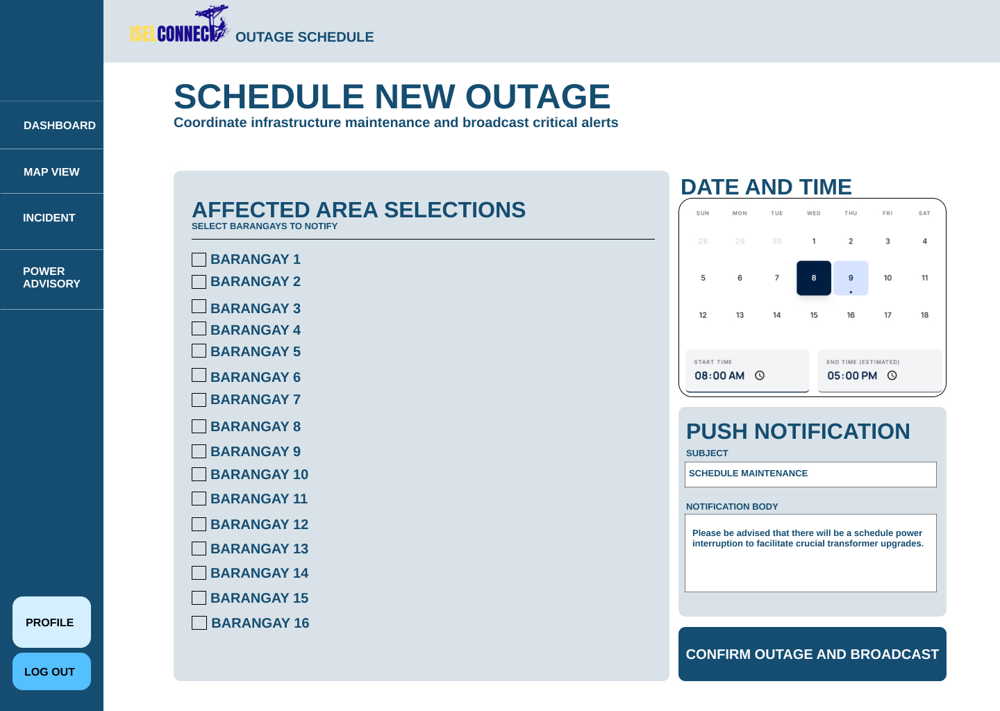 ISELCONNECT
OUTAGE SCHEDULE
DASHBOARD
MAP VIEW
INCIDENT
POWER
ADVISORY
PROFILE
LOG OUT
SCHEDULE NEW OUTAGE
Coordinate infrastructure maintenance and broadcast critical alerts
AFFECTED AREA SELECTIONS
SELECT BARANGAYS TO NOTIFY
BARANGAY 1
BARANGAY 2
BARANGAY 3
BARANGAY 4
BARANGAY 5
BARANGAY 6
BARANGAY 7
BARANGAY 8
BARANGAY 9
BARANGAY 10
BARANGAY 11
BARANGAY 12
BARANGAY 13
BARANGAY 14
BARANGAY 15
BARANGAY 16
DATE AND TIME
SUN MON TUE WED THU FRI SAT
28 29 30 1 2 3 4
5 6 7 8 9 10 11
12 13 14 15 16 17 18
START TIME
08:00 AM
END TIME (ESTIMATED)
05:00 PM
PUSH NOTIFICATION
SUBJECT
SCHEDULE MAINTENANCE
NOTIFICATION BODY
Please be advised that there will be a schedule power
interruption to facilitate crucial transformer upgrades.
CONFIRM OUTAGE AND BROADCAST